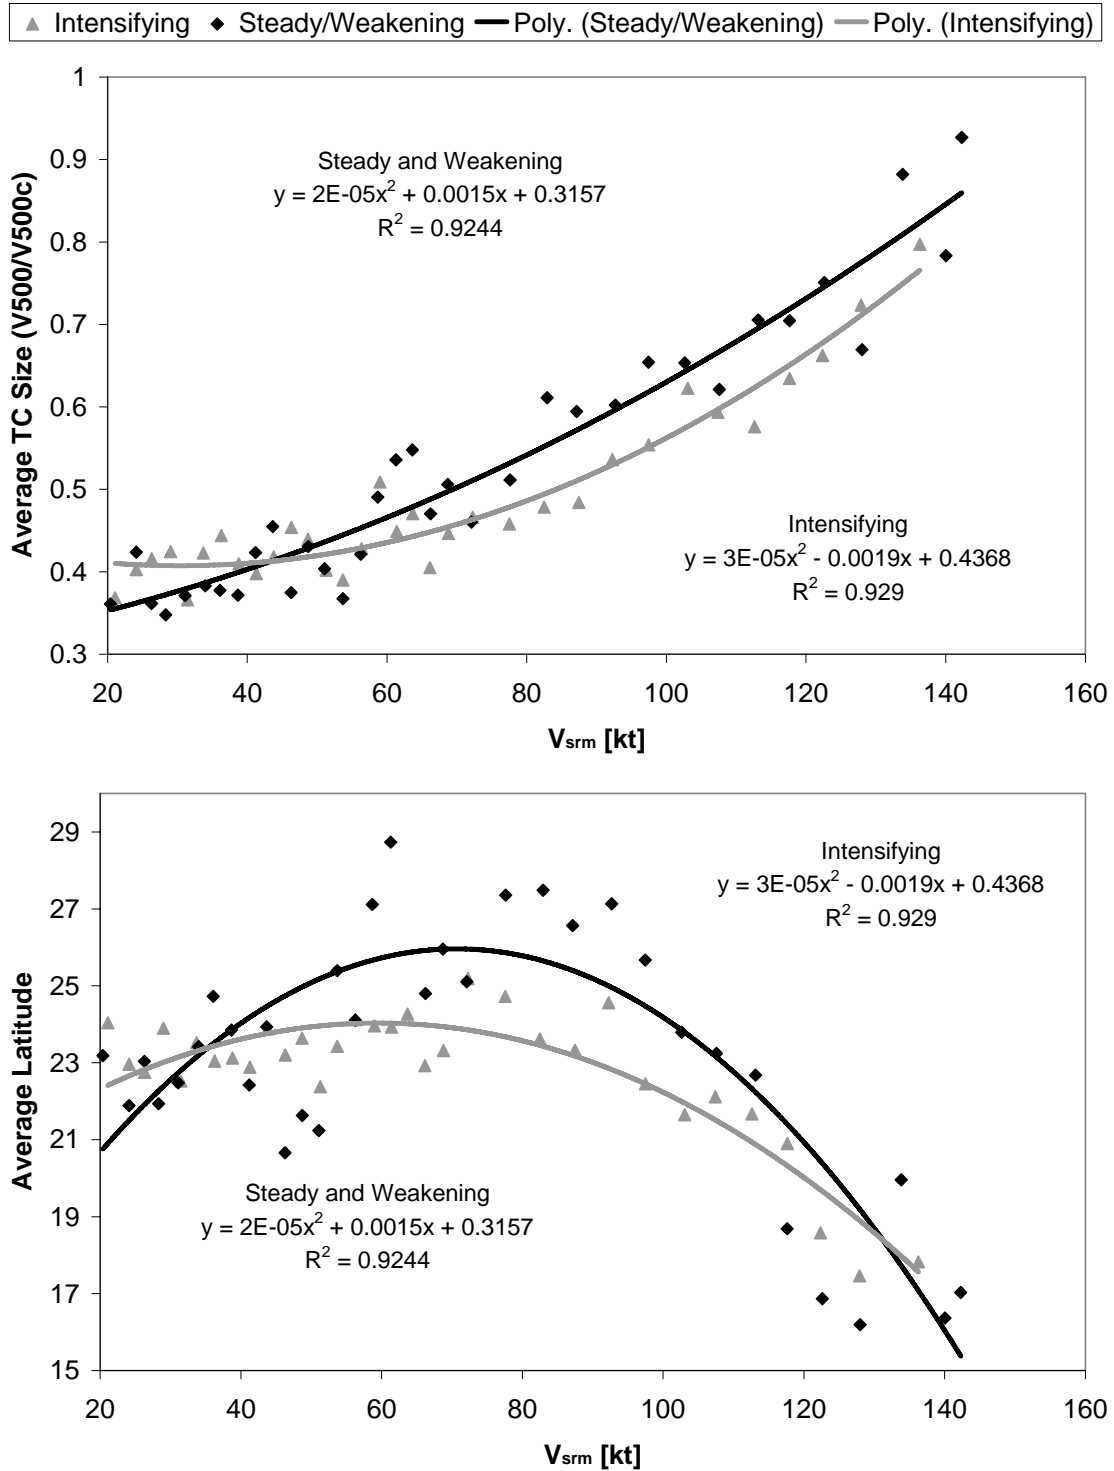 Intensifying Steady/Weakening Poly. (Steady/Weakening) Poly. (Intensifying)
1
0.9
0.8
0.7
0.6
0.5
0.4
0.3
Average TC Size (V500/V500c)
Steady and Weakening
y = 2E-05x² + 0.0015x + 0.3157
R² = 0.9244
Intensifying
y = 3E-05x² - 0.0019x + 0.4368
R² = 0.929
20 40 60 80 100 120 140 160
Vsrm [kt]
29
27
25
23
21
19
17
15
Average Latitude
Intensifying
y = 3E-05x² - 0.0019x + 0.4368
R² = 0.929
Steady and Weakening
y = 2E-05x² + 0.0015x + 0.3157
R² = 0.9244
20 40 60 80 100 120 140 160
Vsrm [kt]